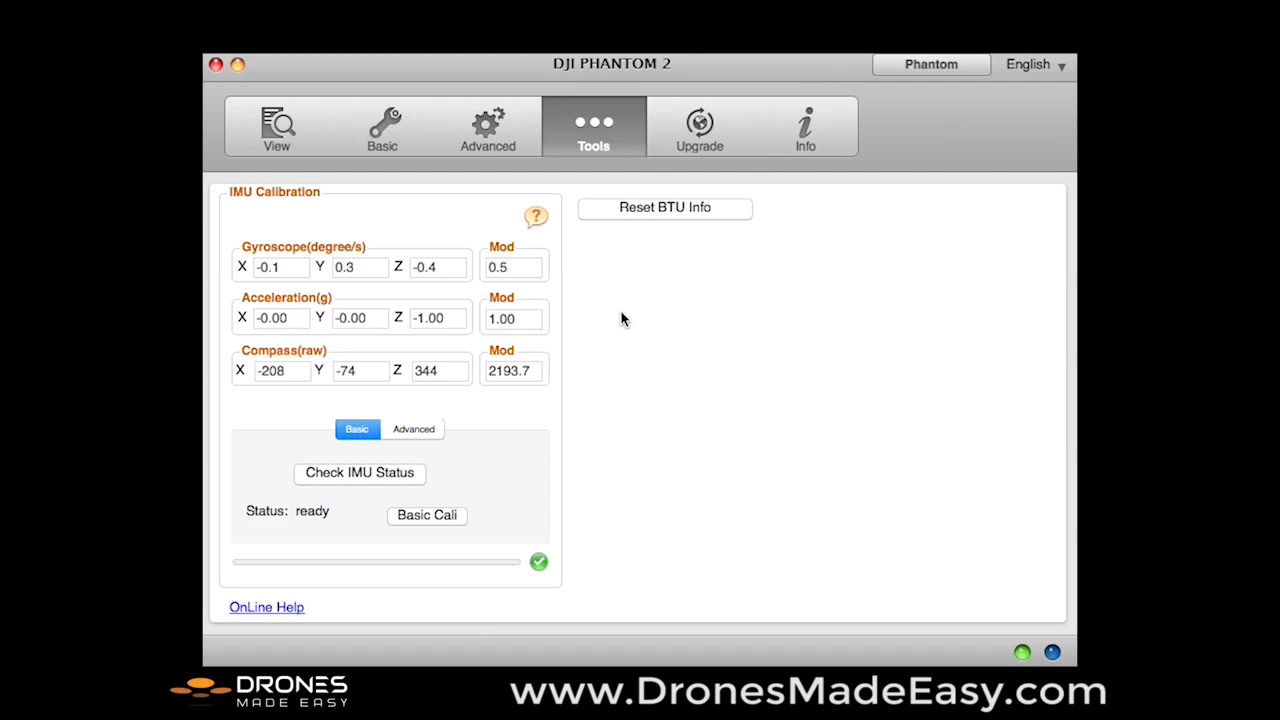 DJI PHANTOM 2
Phantom
English
View
Basic
Advanced
Tools
Upgrade
Info
IMU Calibration
?
Reset BTU Info
Gyroscope(degree/s)
Mod
X -0.1 Y 0.3 Z -0.4
0.5
Acceleration(g)
Mod
X -0.00 Y -0.00 Z -1.00
1.00
Compass(raw)
Mod
X -208 Y -74 Z 344
2193.7
Basic
Advanced
Check IMU Status
Status: ready
Basic Cali
OnLine Help
DRONES
MADE EASY
www.DronesMadeEasy.com